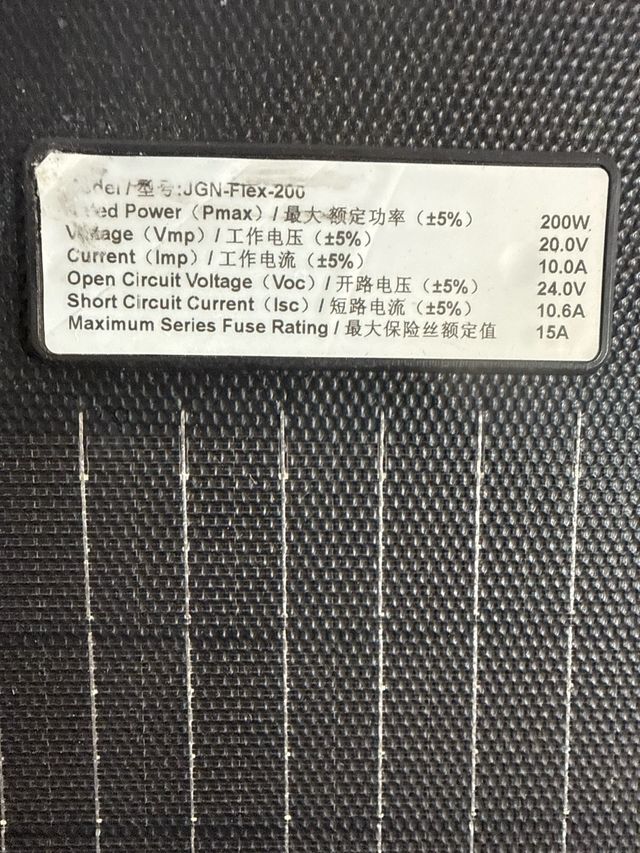 型号:JGN-Flex-200
Power（Pmax）/ 最大 额定功率（±5%） 200W
Voltage（Vmp）/ 工作电压（±5%） 20.0V
Current（Imp）/ 工作电流（±5%） 10.0A
Open Circuit Voltage（Voc）/ 开路电压（±5%） 24.0V
Short Circuit Current（Isc）/ 短路电流（±5%） 10.6A
Maximum Series Fuse Rating / 最大保险丝额定值 15A